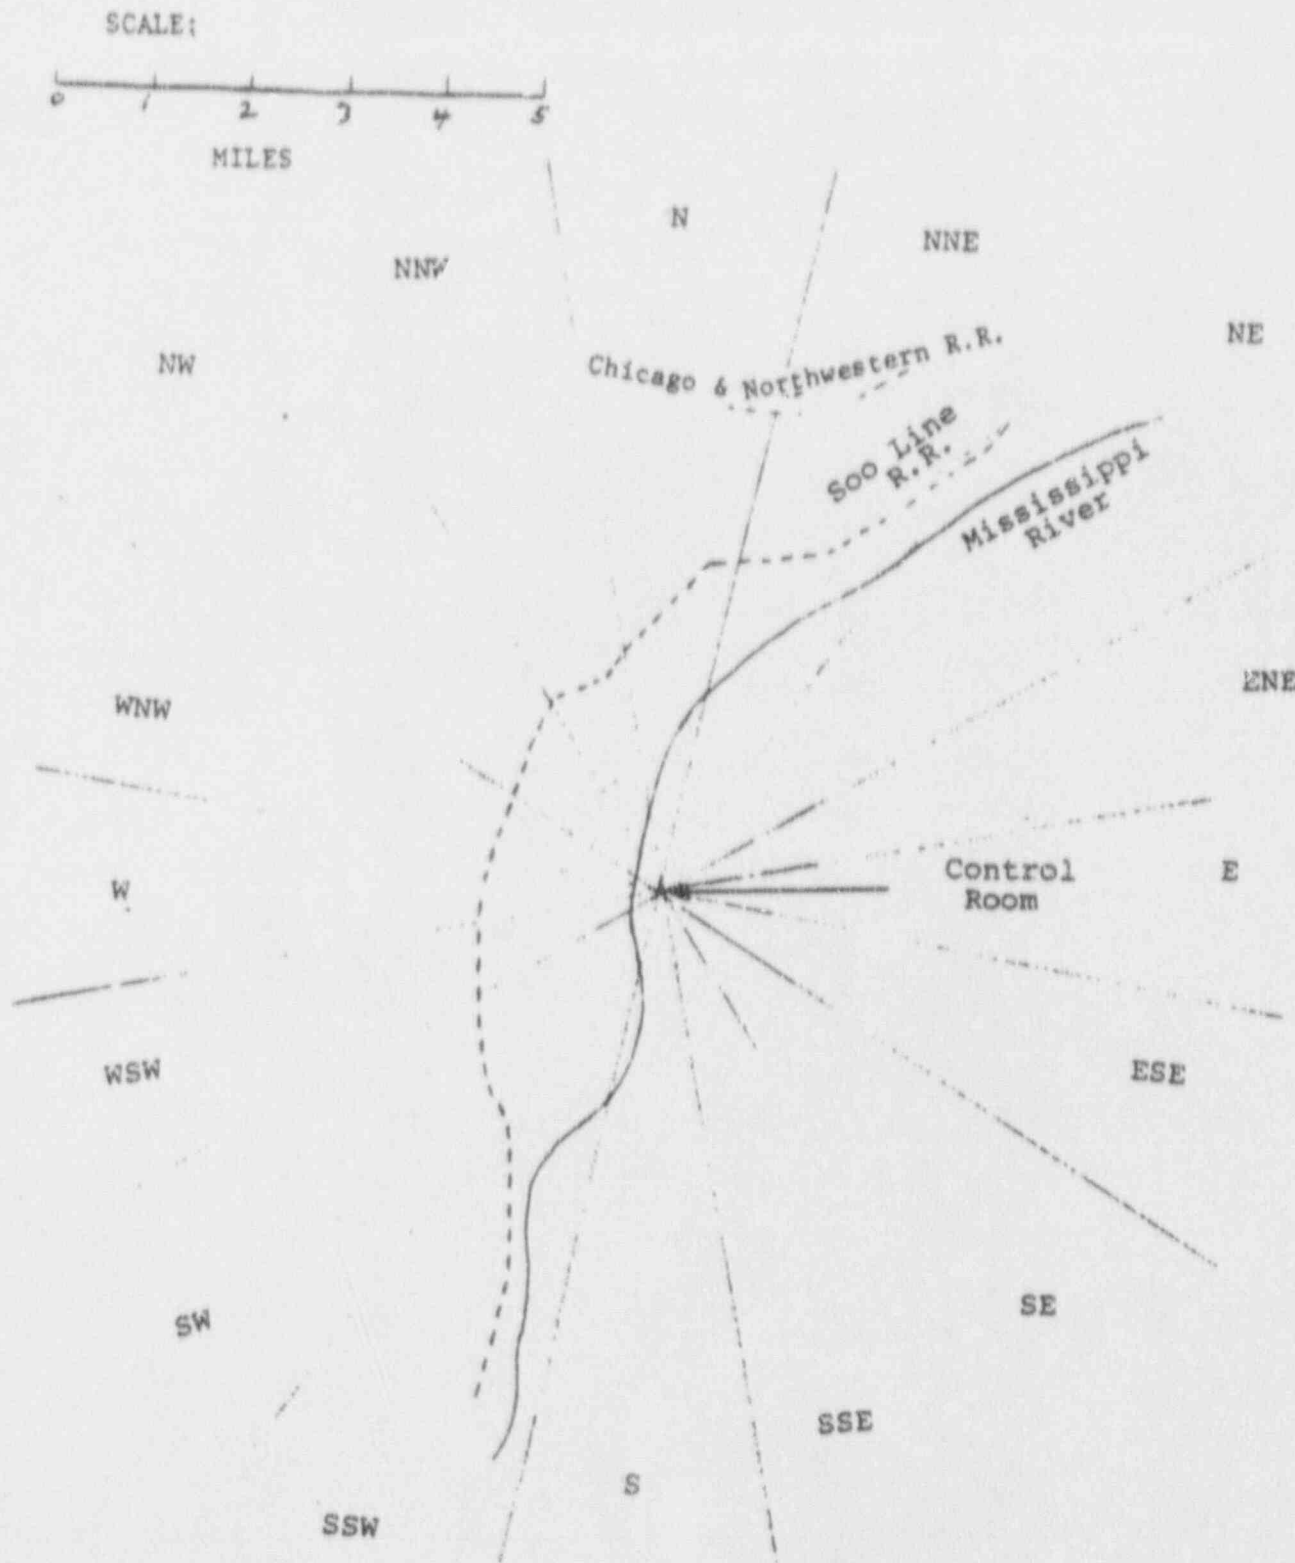 SCALE:
0 1 2 3 4 5
MILES
N
NNE
NNW
NE
NW
Chicago & Northwestern R.R.
Soo Line
R.R.
Mississippi
River
ENE
WNW
Control
Room
E
W
WSW
ESE
SE
SW
SSE
S
SSW